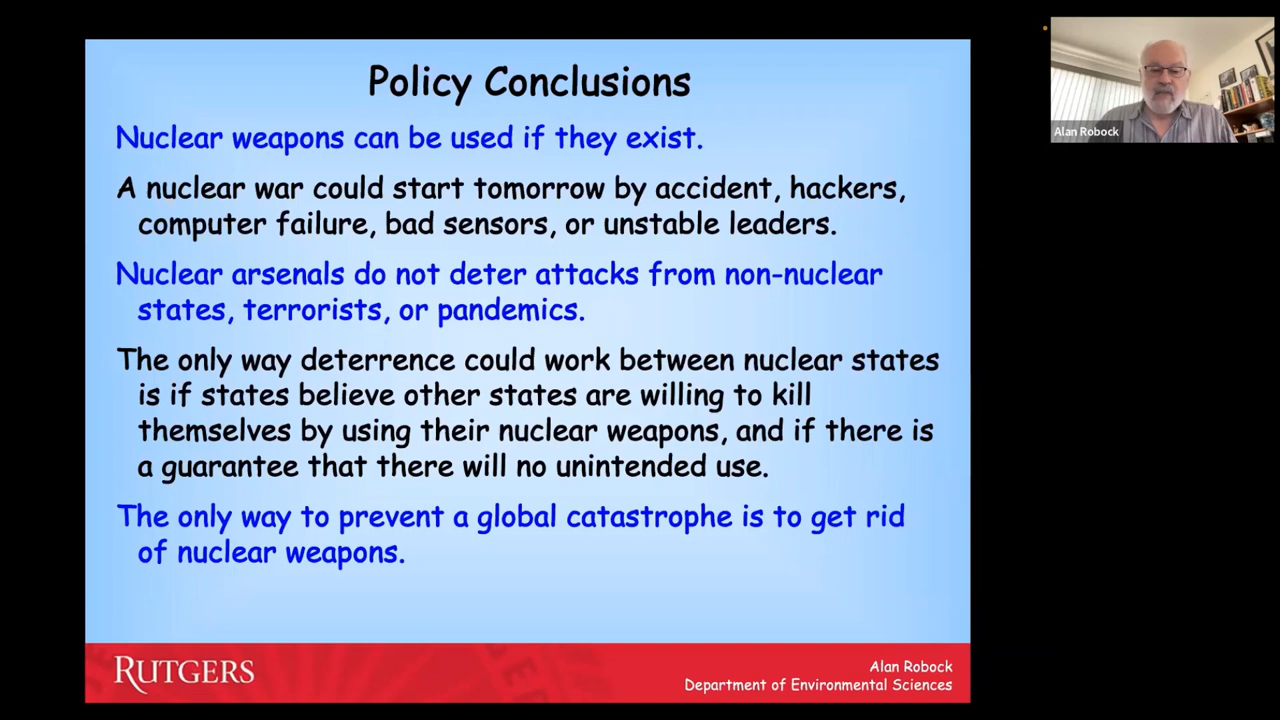 Policy Conclusions
Nuclear weapons can be used if they exist.
A nuclear war could start tomorrow by accident, hackers,
computer failure, bad sensors, or unstable leaders.
Nuclear arsenals do not deter attacks from non-nuclear
states, terrorists, or pandemics.
The only way deterrence could work between nuclear states
is if states believe other states are willing to kill
themselves by using their nuclear weapons, and if there is
a guarantee that there will no unintended use.
The only way to prevent a global catastrophe is to get rid
of nuclear weapons.
RUTGERS
Alan Robock
Department of Environmental Sciences
Alan Robock